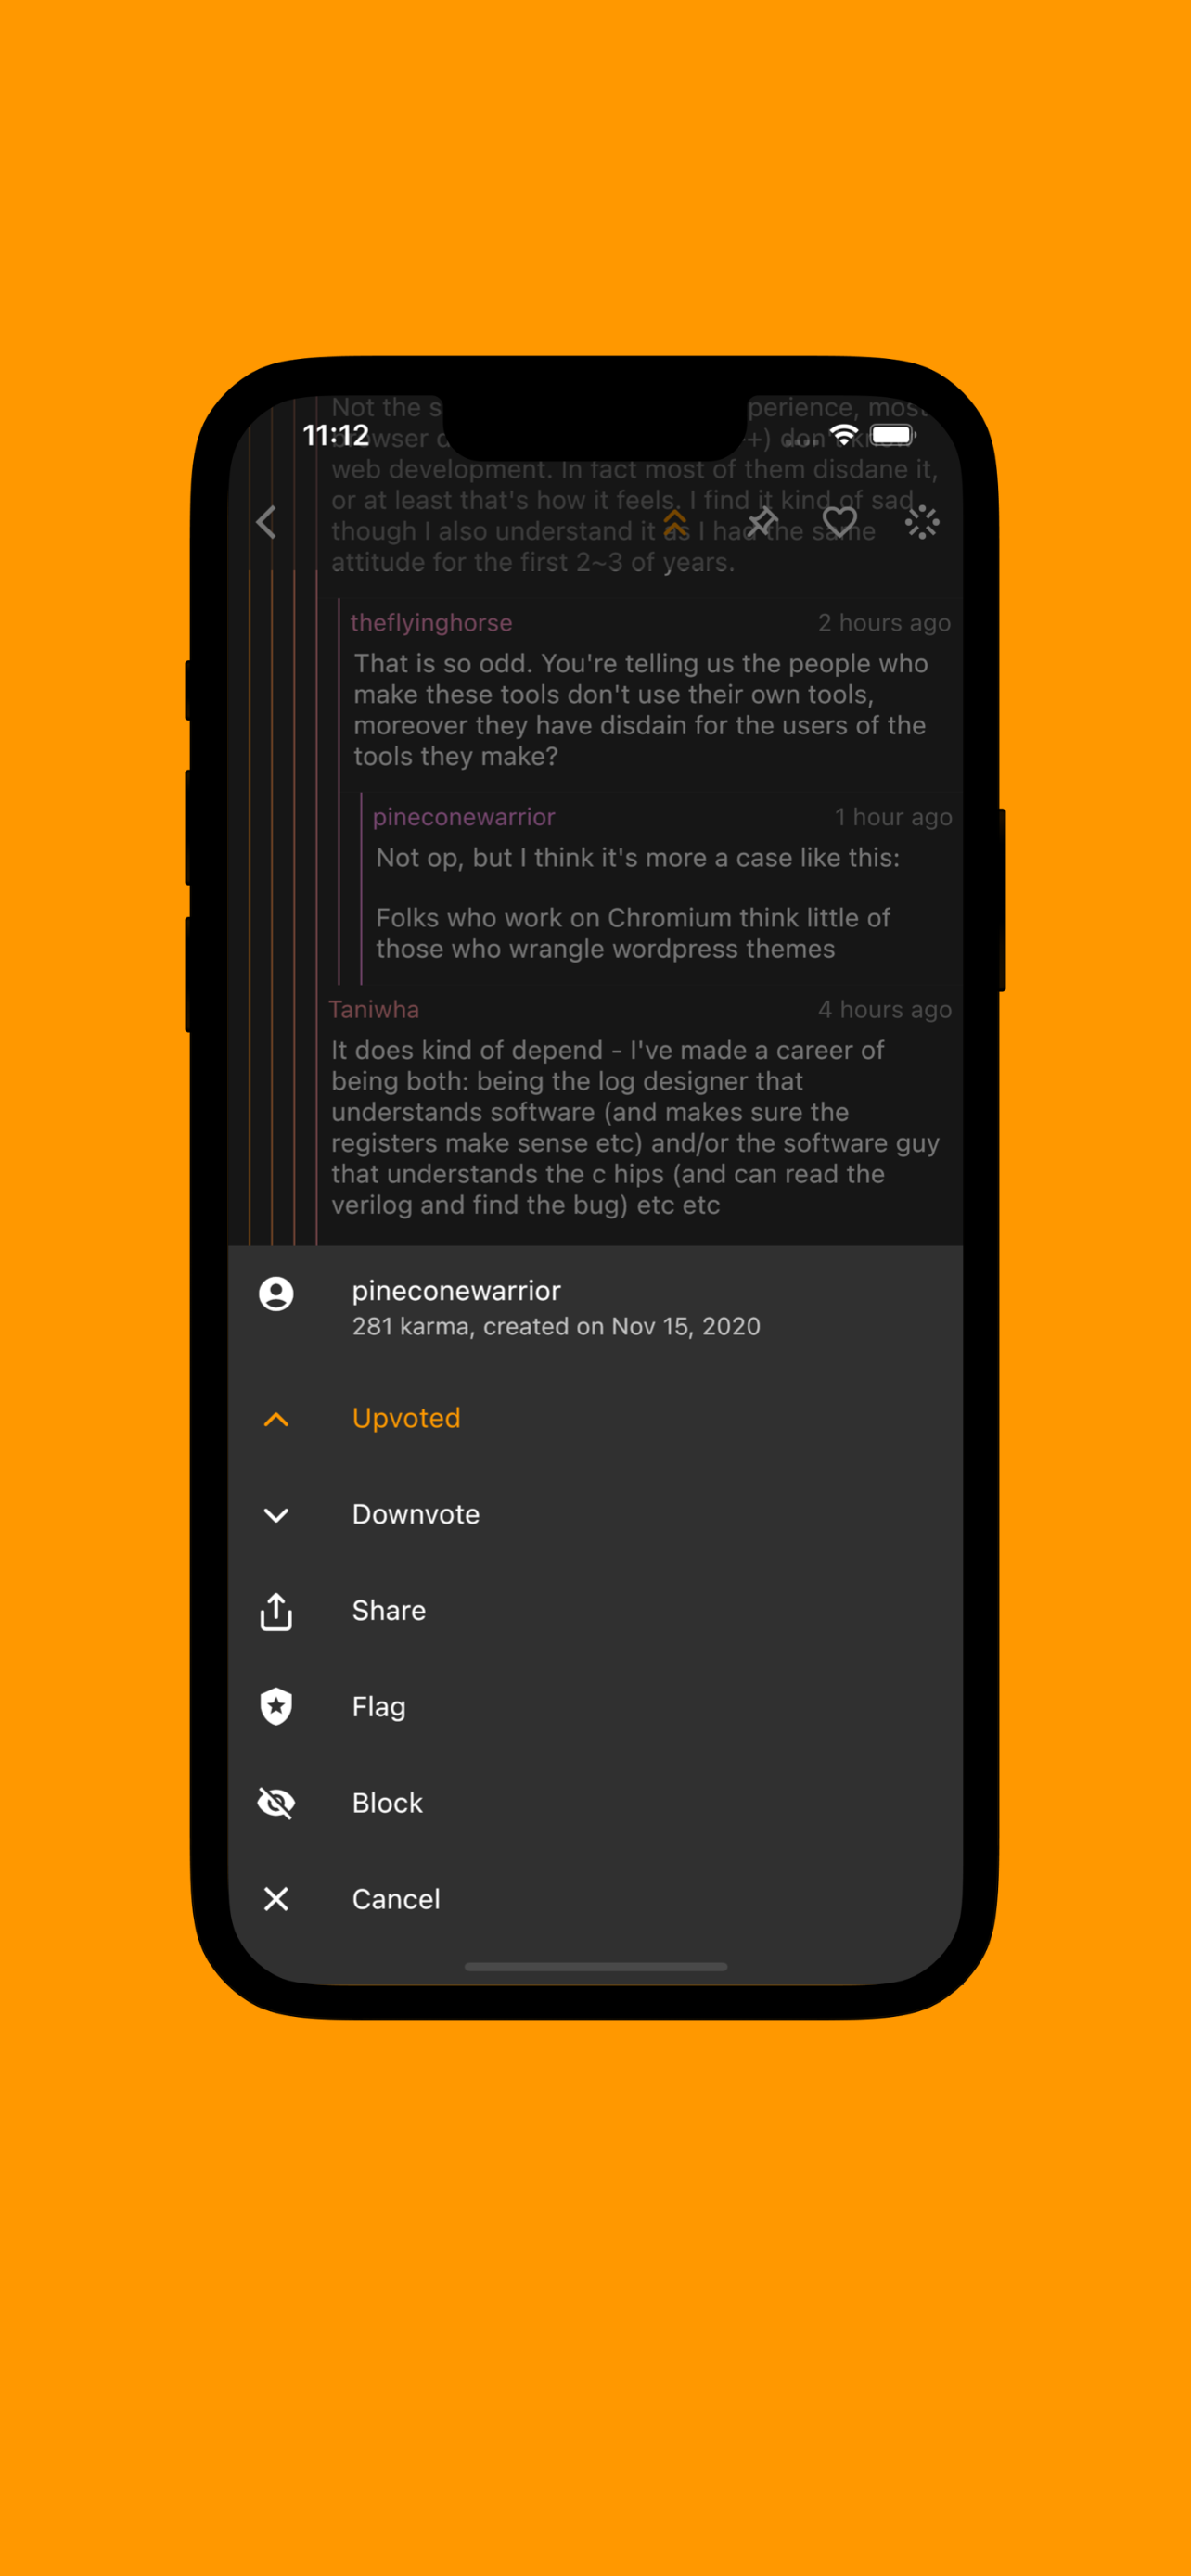 Not the s perience, most
11:12
wser +) don't know
web development. In fact most of them disdane it,
or at least that's how it feels. I find it kind of sad
though I also understand it as I had the same
attitude for the first 2~3 of years.
theflyinghorse 2 hours ago
That is so odd. You're telling us the people who
make these tools don't use their own tools,
moreover they have disdain for the users of the
tools they make?
pineconewarrior 1 hour ago
Not op, but I think it's more a case like this:
Folks who work on Chromium think little of
those who wrangle wordpress themes
Taniwha 4 hours ago
It does kind of depend - I've made a career of
being both: being the log designer that
understands software (and makes sure the
registers make sense etc) and/or the software guy
that understands the c hips (and can read the
verilog and find the bug) etc etc
pineconewarrior
281 karma, created on Nov 15, 2020
Upvoted
Downvote
Share
Flag
Block
Cancel